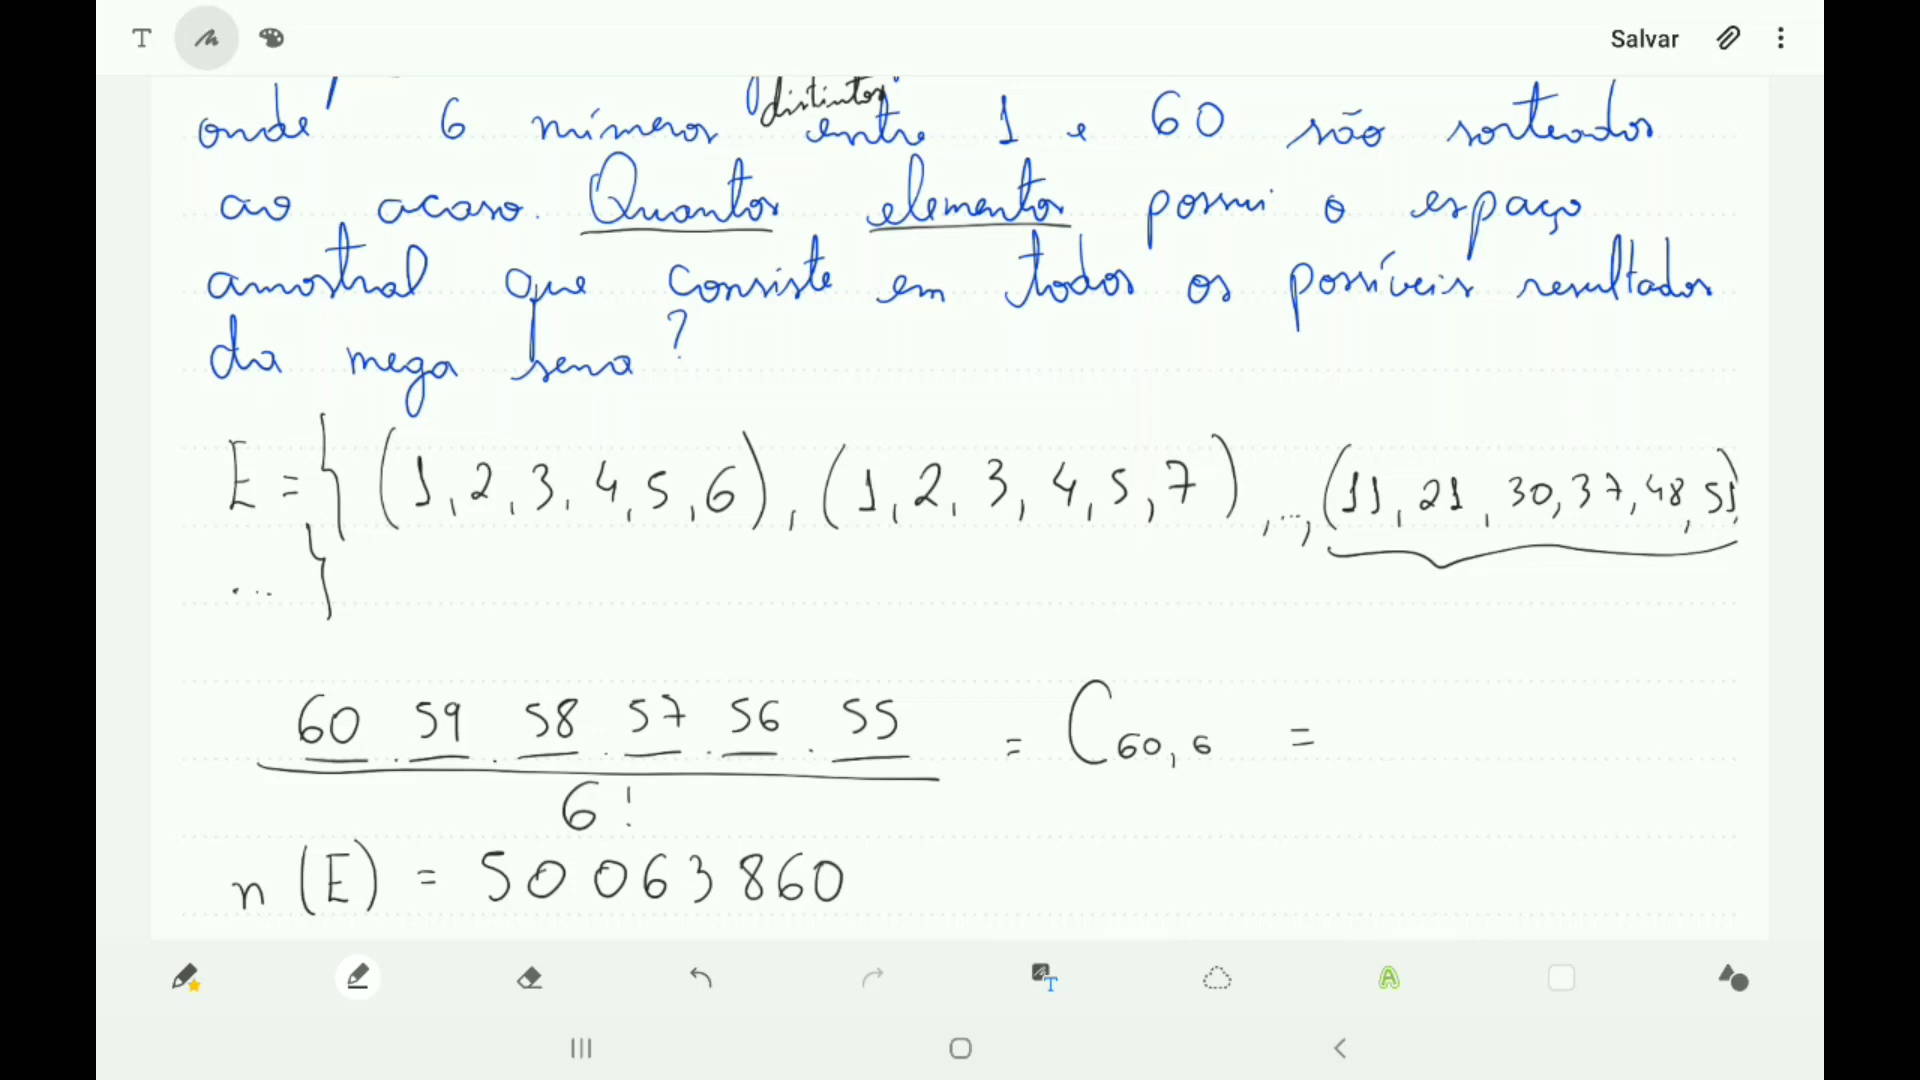 T Salvar
distintos
onde 6 números entre 1 e 60 são sorteados
ao acaso. Quantos elementos possui o espaço
amostral que consiste em todos os possíveis resultados
da mega sena?
E = { (1, 2, 3, 4, 5, 6), (1, 2, 3, 4, 5, 7), ..., (11, 21, 30, 37, 48, 51)
... }
60 . 59 . 58 . 57 . 56 . 55 = C60,6 =
6!
n (E) = 50 063 860
T A